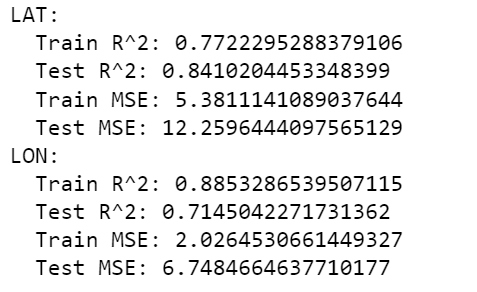 LAT:
Train R^2: 0.7722295288379106
Test R^2: 0.8410204453348399
Train MSE: 5.3811141089037644
Test MSE: 12.2596444097565129
LON:
Train R^2: 0.8853286539507115
Test R^2: 0.7145042271731362
Train MSE: 2.0264530661449327
Test MSE: 6.7484664637710177